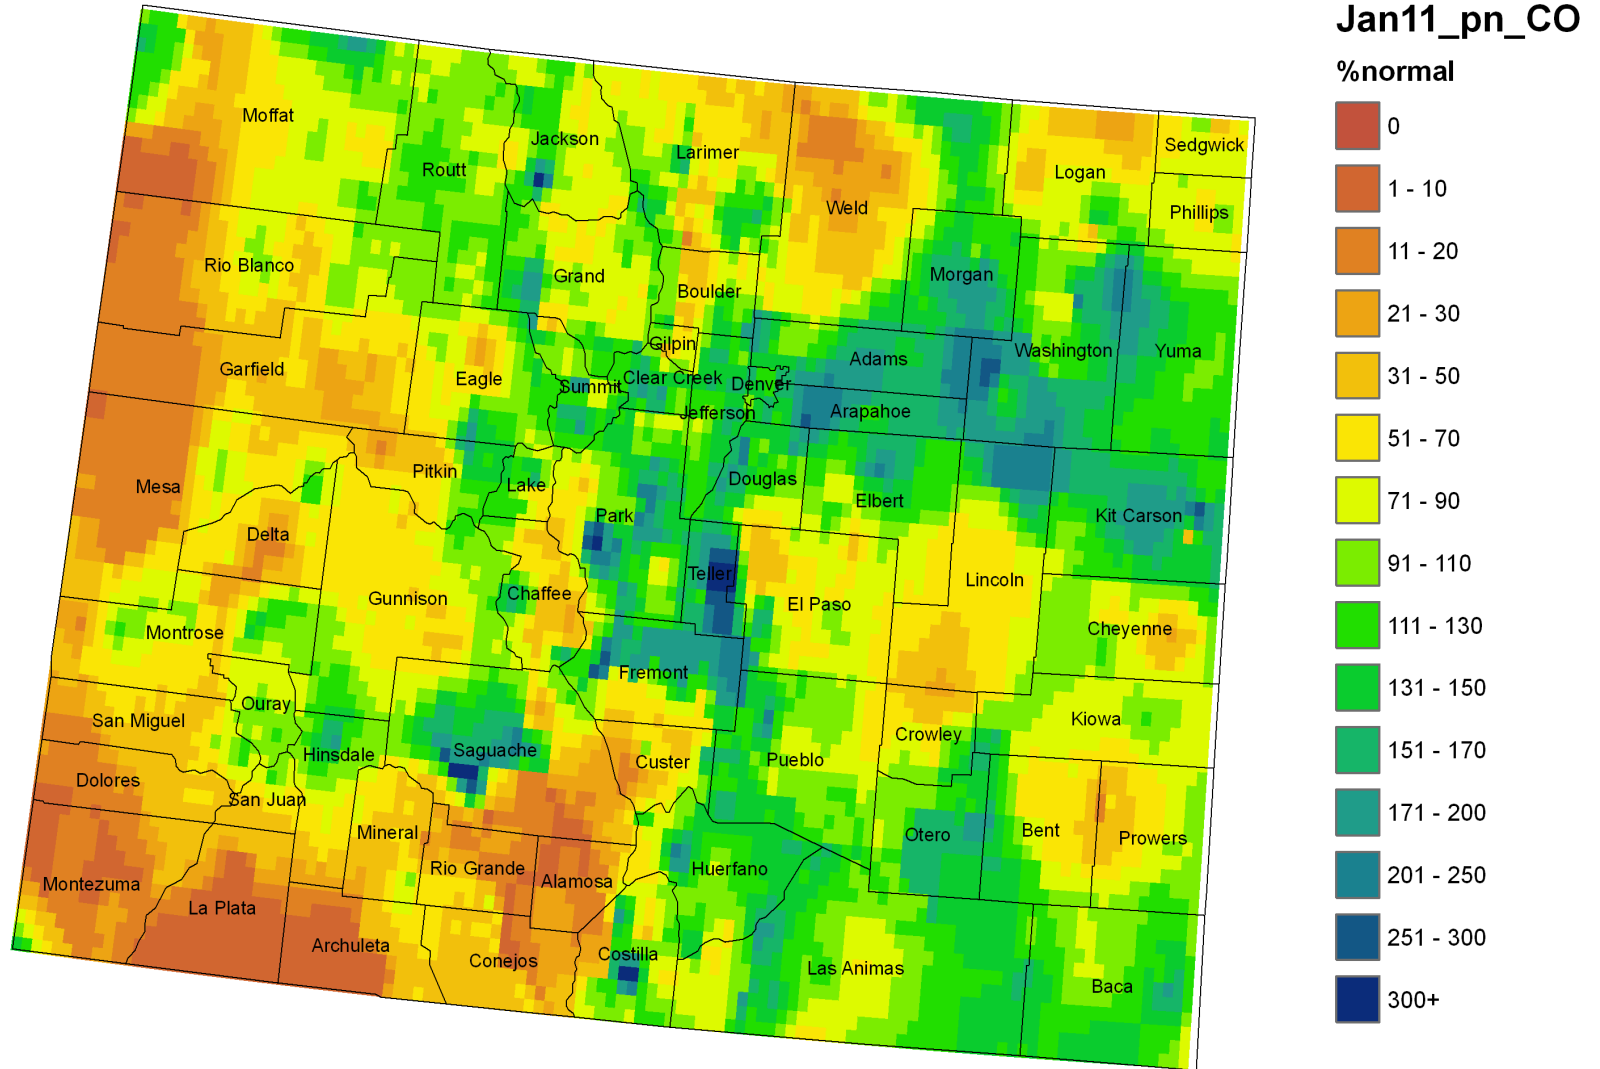 Jan11_pn_CO
%normal
0
1 - 10
11 - 20
21 - 30
31 - 50
51 - 70
71 - 90
91 - 110
111 - 130
131 - 150
151 - 170
171 - 200
201 - 250
251 - 300
300+
Moffat
Routt
Jackson
Larimer
Weld
Logan
Sedgwick
Phillips
Rio Blanco
Grand
Boulder
Morgan
Garfield
Eagle
Summit
Gilpin
Clear Creek
Jefferson
Denver
Adams
Arapahoe
Washington
Yuma
Mesa
Pitkin
Lake
Park
Douglas
Elbert
Kit Carson
Delta
Gunnison
Chaffee
Teller
El Paso
Lincoln
Cheyenne
Montrose
Fremont
Ouray
San Miguel
Hinsdale
Saguache
Custer
Pueblo
Crowley
Kiowa
Dolores
San Juan
Mineral
Rio Grande
Alamosa
Huerfano
Otero
Bent
Prowers
Montezuma
La Plata
Archuleta
Conejos
Costilla
Las Animas
Baca